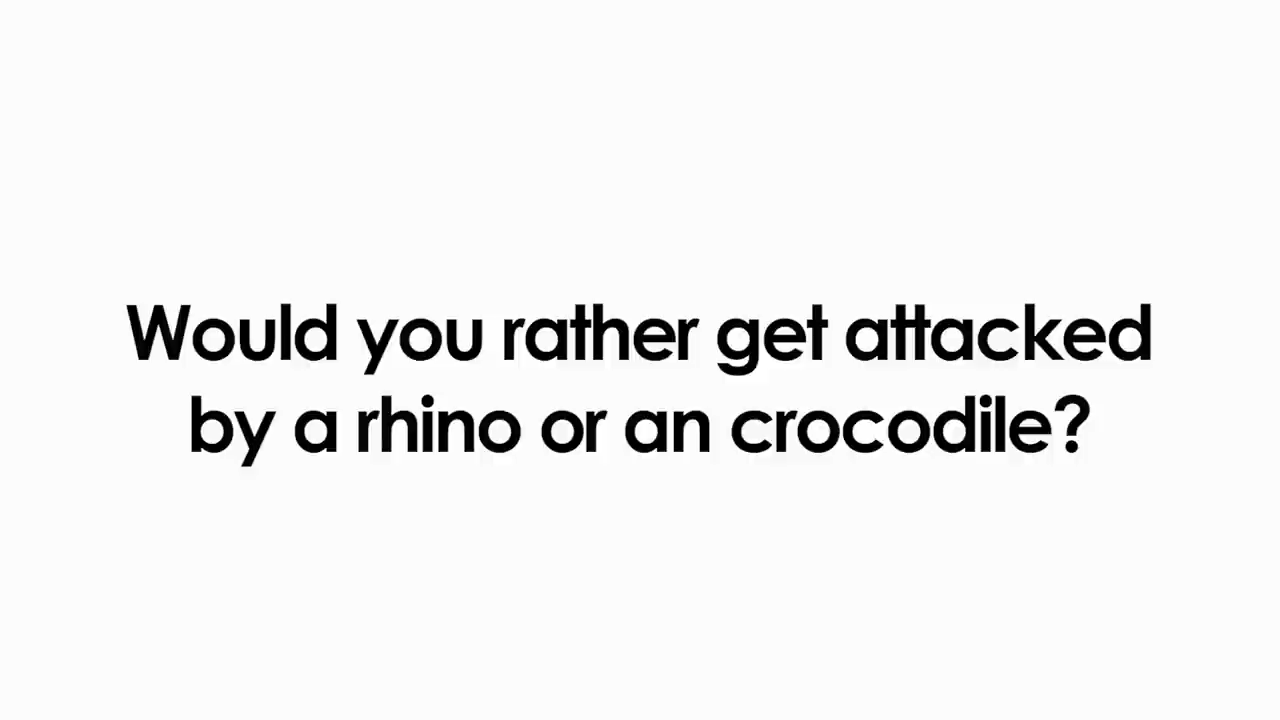 Would you rather get attacked
by a rhino or an crocodile?